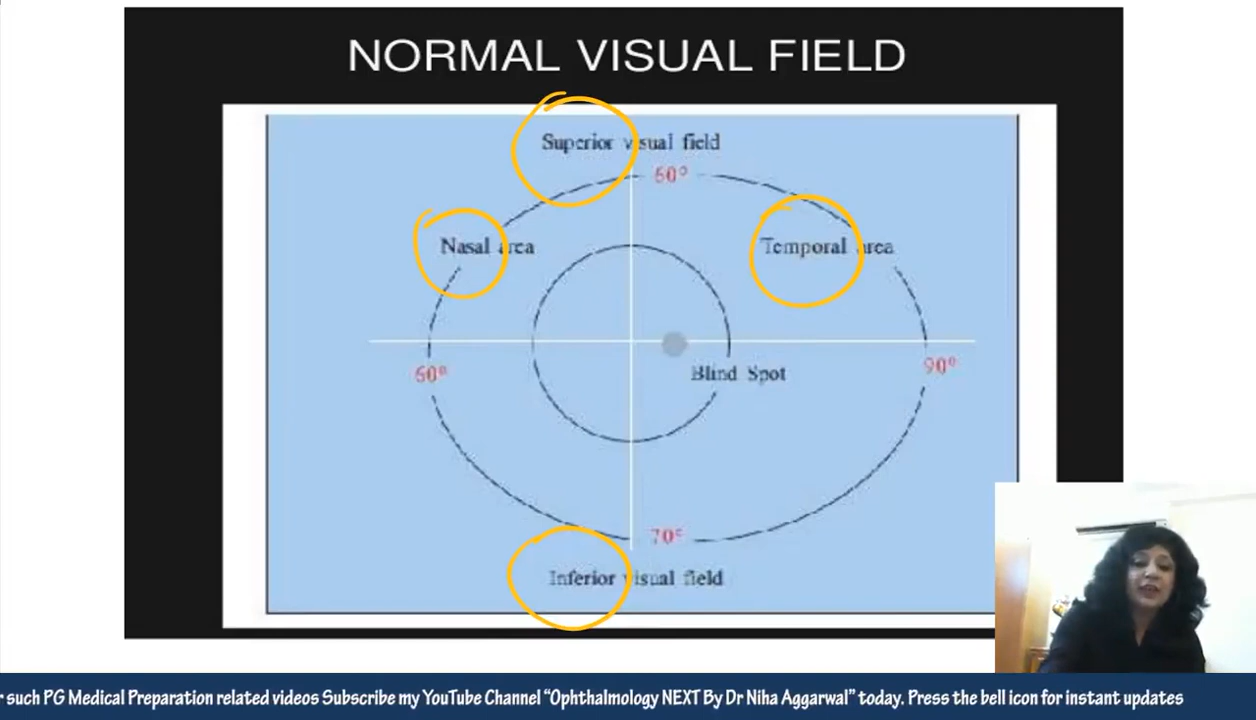 NORMAL VISUAL FIELD
Superior visual field
60°
Nasal area
Temporal area
Blind Spot
60°
90°
70°
Inferior visual field
such PG Medical Preparation related videos Subscribe my YouTube Channel “Ophthalmology NEXT By Dr Niha Aggarwal” today. Press the bell icon for instant updates